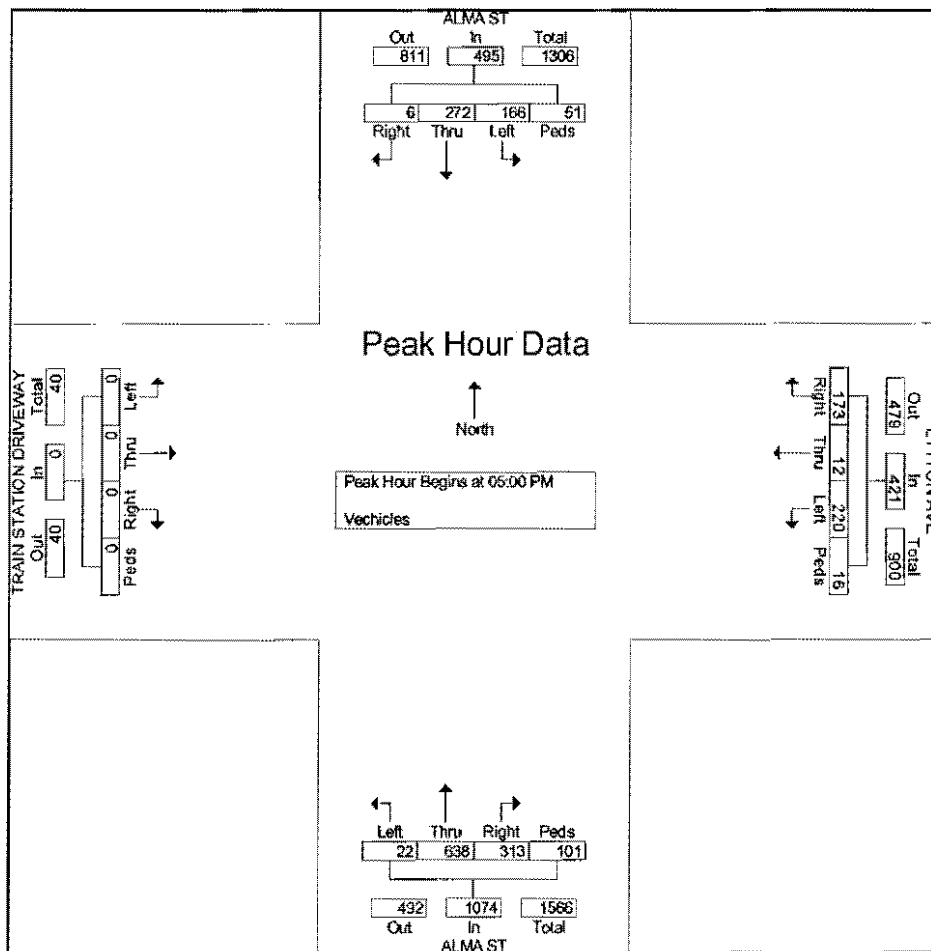 ALMA ST
Out In Total
811 495 1306
6 272 166 51
Right Thru Left Peds
Peak Hour Data
North
Peak Hour Begins at 05:00 PM
Vechicles
TRAIN STATION DRIVEWAY
Out In Total
40 0 40
Left Thru Right Peds
0 0 0 0
Out In Total
479 421 900
Right Thru Left Peds
173 12 220 16
Left Thru Right Peds
22 638 313 101
492 1074 1566
Out In Total
ALMA ST